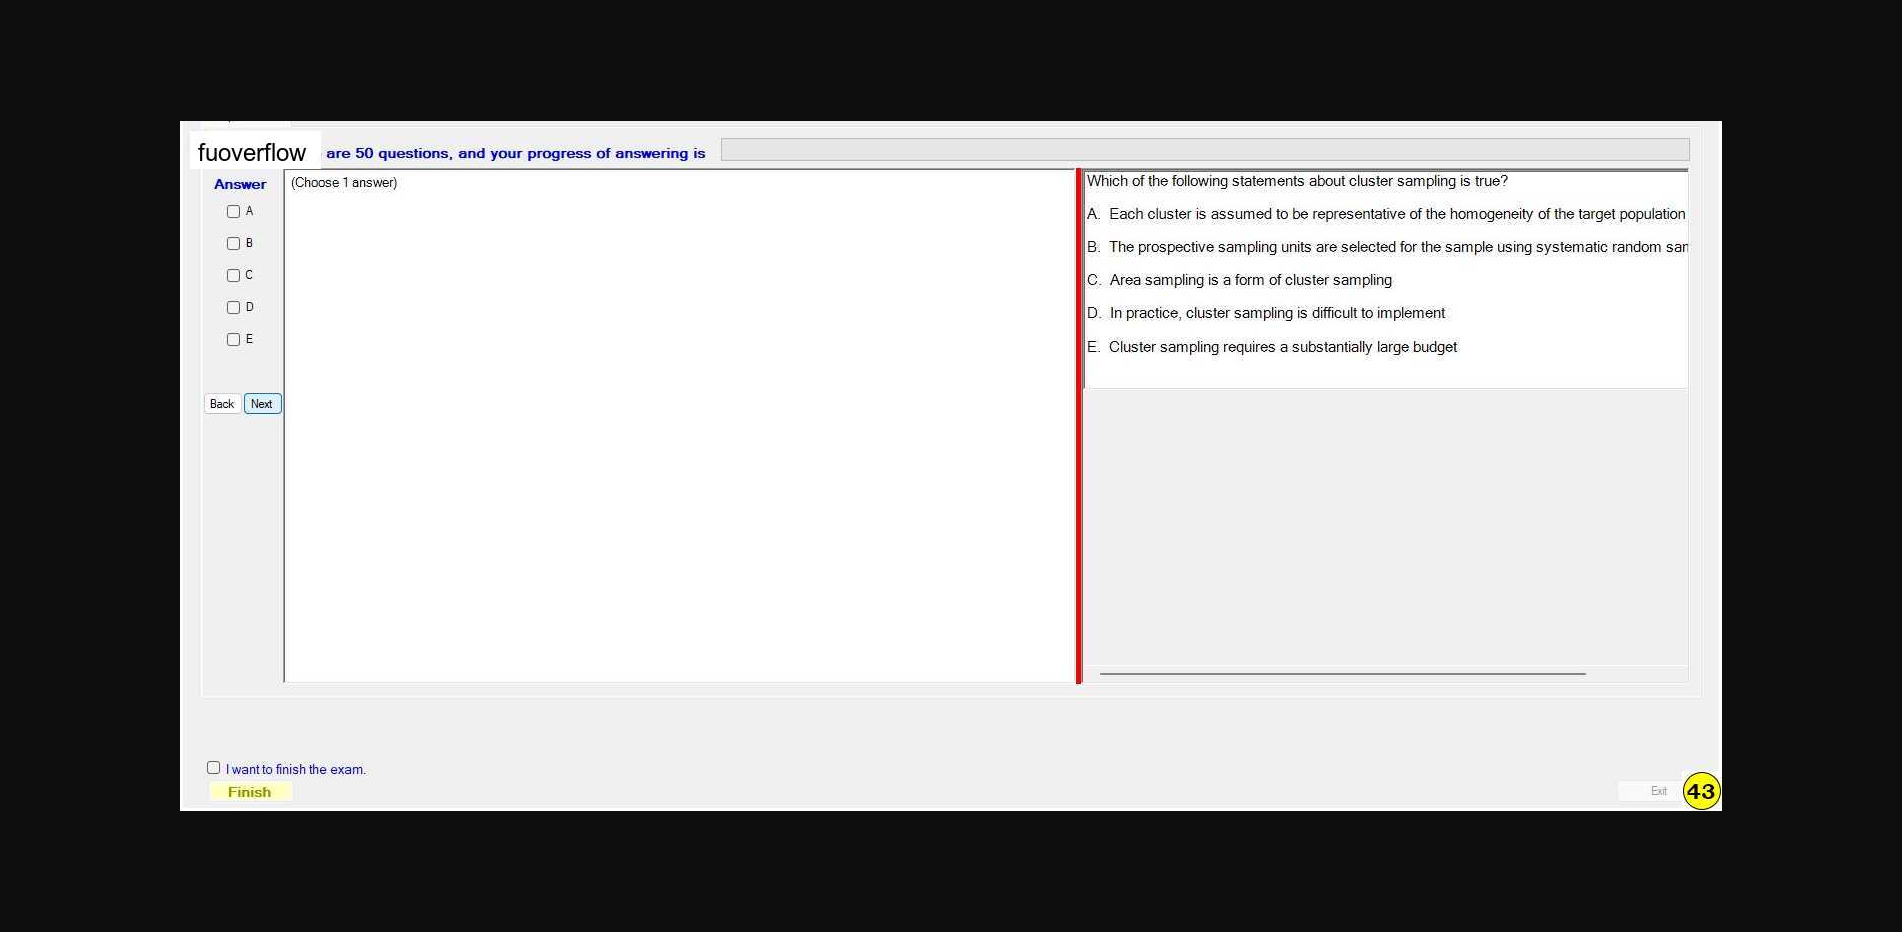 fuoverflow are 50 questions, and your progress of answering is
Answer
(Choose 1 answer)
A
B
C
D
E
Back Next
Which of the following statements about cluster sampling is true?
A. Each cluster is assumed to be representative of the homogeneity of the target population
B. The prospective sampling units are selected for the sample using systematic random
C. Area sampling is a form of cluster sampling
D. In practice, cluster sampling is difficult to implement
E. Cluster sampling requires a substantially large budget
I want to finish the exam.
Finish
Exit
43